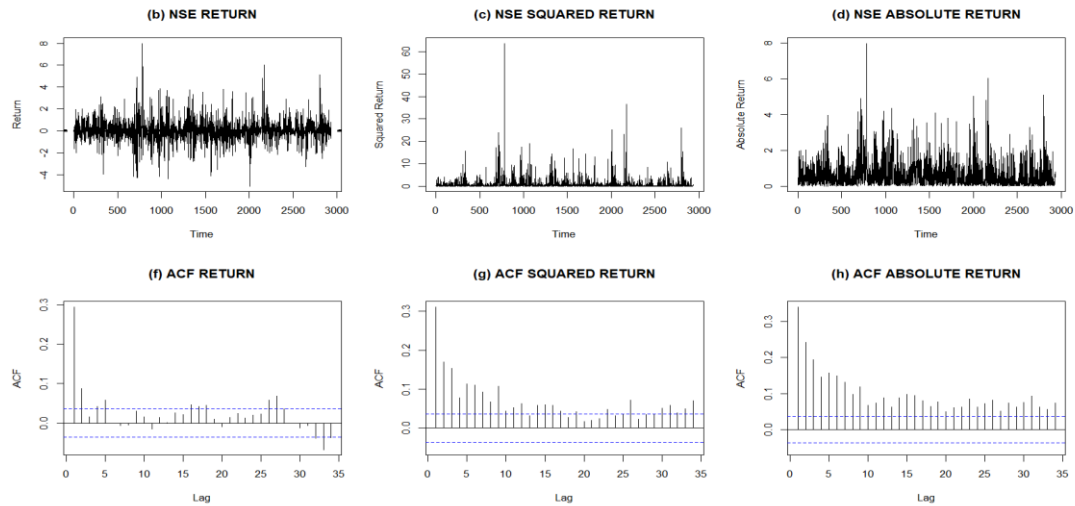 (b) NSE RETURN
(c) NSE SQUARED RETURN
(d) NSE ABSOLUTE RETURN
Return
8
6
4
2
0
-2
-4
0 500 1000 1500 2000 2500 3000
Time
Squared Return
60
50
40
30
20
10
0
0 500 1000 1500 2000 2500 3000
Time
Absolute Return
8
6
4
2
0
0 500 1000 1500 2000 2500 3000
Time
(f) ACF RETURN
(g) ACF SQUARED RETURN
(h) ACF ABSOLUTE RETURN
ACF
0.3
0.2
0.1
0.0
0 5 10 15 20 25 30 35
Lag
ACF
0.3
0.2
0.1
0.0
0 5 10 15 20 25 30 35
Lag
ACF
0.3
0.2
0.1
0.0
0 5 10 15 20 25 30 35
Lag